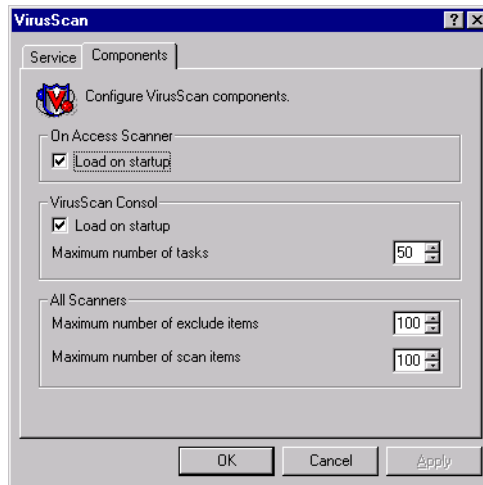 VirusScan
Service Components
Configure VirusScan components.
On Access Scanner
Load on startup
VirusScan Consol
Load on startup
Maximum number of tasks 50
All Scanners
Maximum number of exclude items 100
Maximum number of scan items 100
OK Cancel Apply